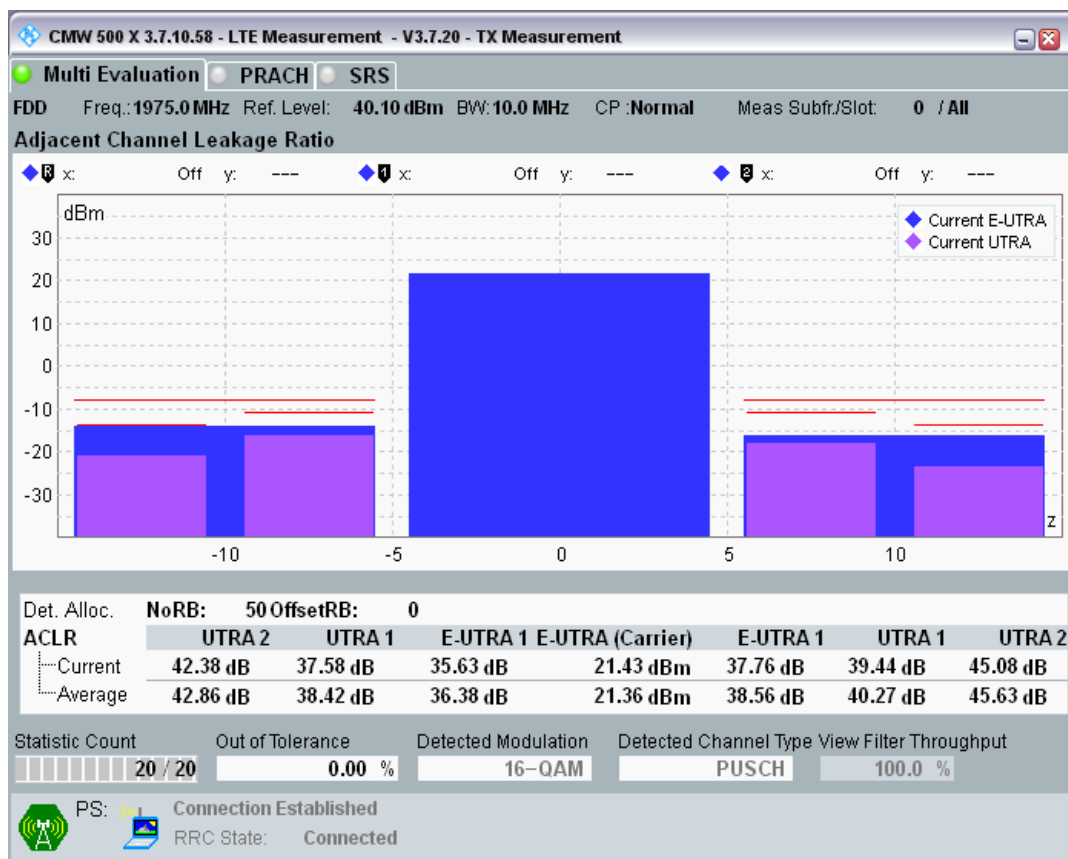 CMW 500 X 3.7.10.58 - LTE Measurement - V3.7.20 - TX Measurement
Multi Evaluation PRACH SRS
FDD Freq.:1975.0 MHz Ref. Level: 40.10 dBm BW:10.0 MHz CP :Normal Meas Subfr./Slot: 0 / All
Adjacent Channel Leakage Ratio
R x: Off y: --- 1 x: Off y: --- 2 x: Off y: ---
dBm
Current E-UTRA
Current UTRA
30
20
10
0
-10
-20
-30
z
-10 -5 0 5 10
Det. Alloc. NoRB: 50 OffsetRB: 0
ACLR UTRA 2 UTRA 1 E-UTRA 1 E-UTRA (Carrier) E-UTRA 1 UTRA 1 UTRA 2
Current 42.38 dB 37.58 dB 35.63 dB 21.43 dBm 37.76 dB 39.44 dB 45.08 dB
Average 42.86 dB 38.42 dB 36.38 dB 21.36 dBm 38.56 dB 40.27 dB 45.63 dB
Statistic Count Out of Tolerance Detected Modulation Detected Channel Type View Filter Throughput
20 / 20 0.00 % 16-QAM PUSCH 100.0 %
PS: Connection Established
RRC State: Connected